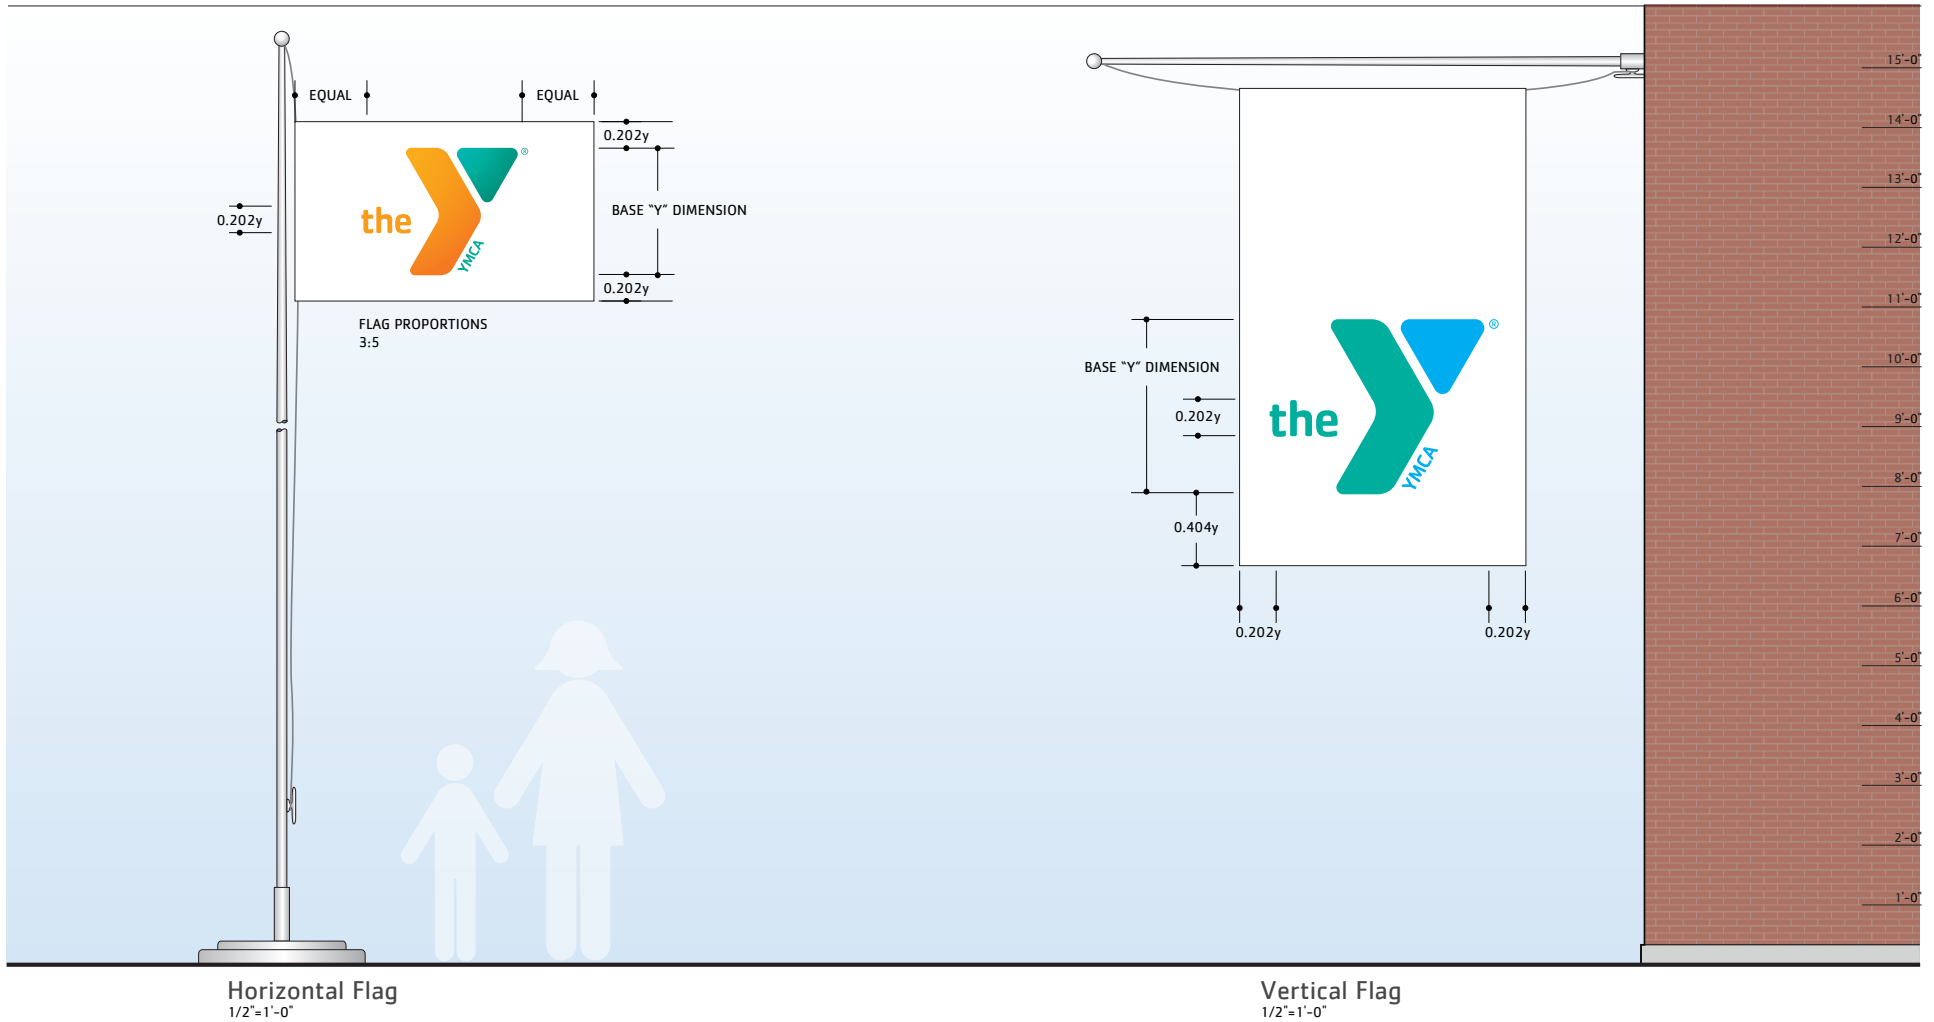 EQUAL
EQUAL
0.202y
the
®
YMCA
BASE “Y” DIMENSION
0.202y
0.202y
FLAG PROPORTIONS
3:5
BASE “Y” DIMENSION
0.202y
0.404y
the
®
YMCA
0.202y
0.202y
15'-0"
14'-0"
13'-0"
12'-0"
11'-0"
10'-0"
9'-0"
8'-0"
7'-0"
6'-0"
5'-0"
4'-0"
3'-0"
2'-0"
1'-0"
Horizontal Flag
1/2"=1'-0"
Vertical Flag
1/2"=1'-0"